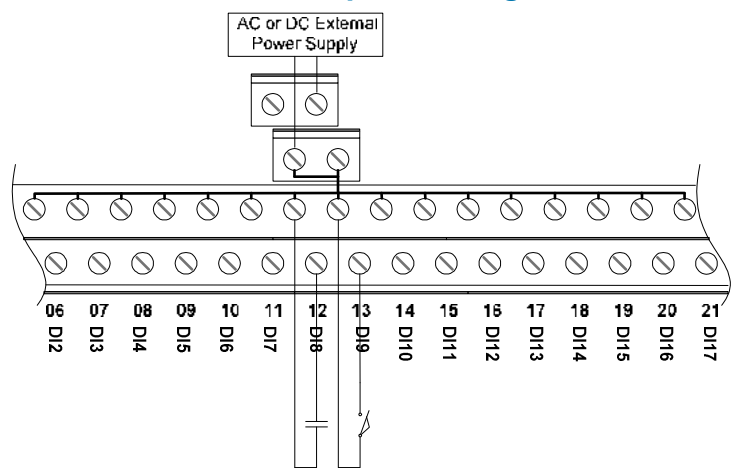 AC or DC External
Power Supply
06 07 08 09 10 11 12 13 14 15 16 17 18 19 20 21
DI2 DI3 DI4 DI5 DI6 DI7 DI8 DI9 DI10 DI11 DI12 DI13 DI14 DI15 DI16 DI17